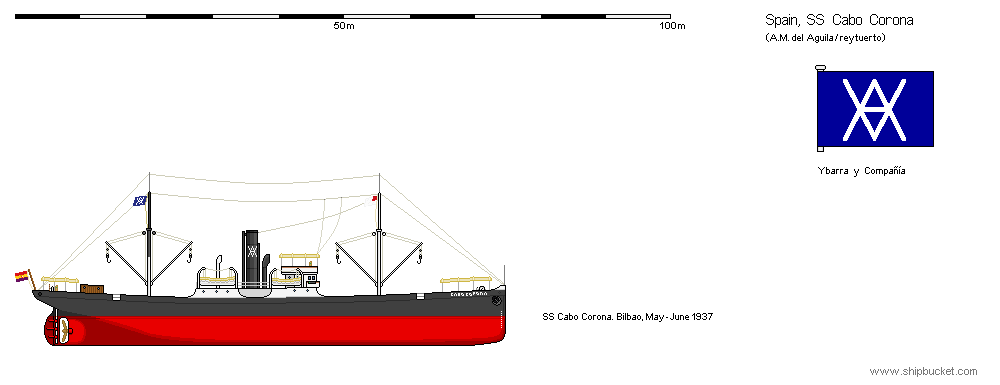 50m
100m
Spain, SS Cabo Corona
(A.M. del Aguila/reytuerto)
Ybarra y Compañía
CABO CORONA
SS Cabo Corona. Bilbao, May-June 1937
www.shipbucket.com